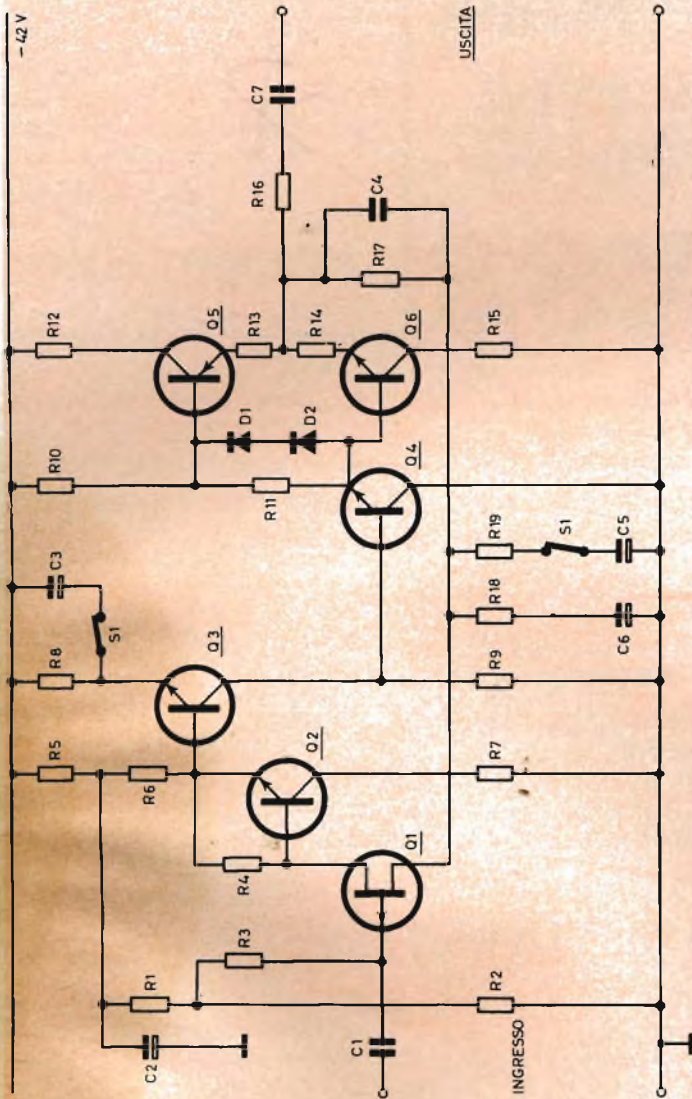 -42 V
R12
R10
C3
R8
R5
S1
Q5
R13
C7
R16
D1
D2
R14
R11
C4
R17
Q3
R6
Q2
Q6
R15
Q4
R4
Q1
R1
R3
C2
R19
S1
C5
R18
C6
R9
R7
R2
C1
INGRESSO
USCITA